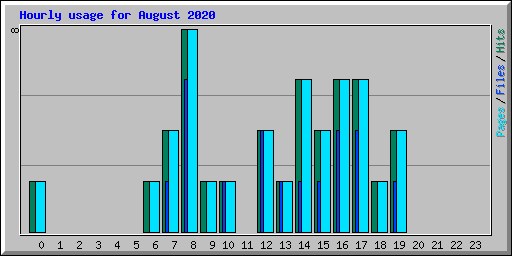 Hourly usage for August 2020
8
Pages/Files/Hits
0 1 2 3 4 5 6 7 8 9 10 11 12 13 14 15 16 17 18 19 20 21 22 23